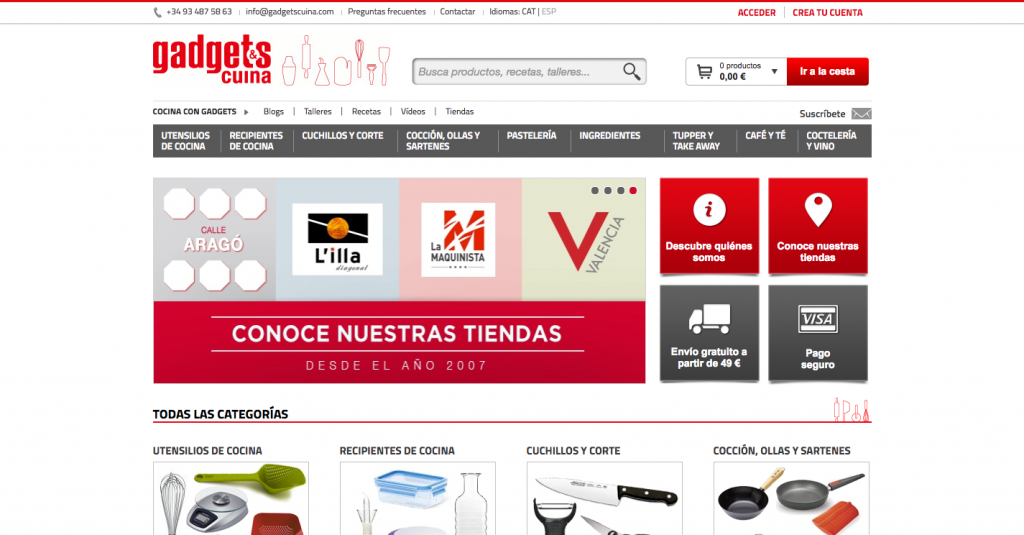 +34 93 487 58 63
info@gadgetscuina.com
Preguntas frecuentes
Contactar
Idiomas: CAT | ESP
ACCEDER
CREA TU CUENTA
gadgets
& cuina
Busca productos, recetas, talleres...
0 productos
0,00 €
Ir a la cesta
COCINA CON GADGETS
Blogs
Talleres
Recetas
Vídeos
Tiendas
Suscríbete
UTENSILIOS
DE COCINA
RECIPIENTES
DE COCINA
CUCHILLOS Y CORTE
COCCIÓN, OLLAS Y
SARTENES
PASTELERÍA
INGREDIENTES
TUPPER Y
TAKE AWAY
CAFÉ Y TÉ
COCTELERÍA
Y VINO
CALLE
ARAGÓ
L'illa
diagonal
La
MAQUINISTA
VALENCIA
CONOCE NUESTRAS TIENDAS
DESDE EL AÑO 2007
Descubre quiénes
somos
Conoce nuestras
tiendas
Envío gratuito a
partir de 49 €
VISA
Pago
seguro
TODAS LAS CATEGORÍAS
UTENSILIOS DE COCINA
RECIPIENTES DE COCINA
CUCHILLOS Y CORTE
COCCIÓN, OLLAS Y SARTENES